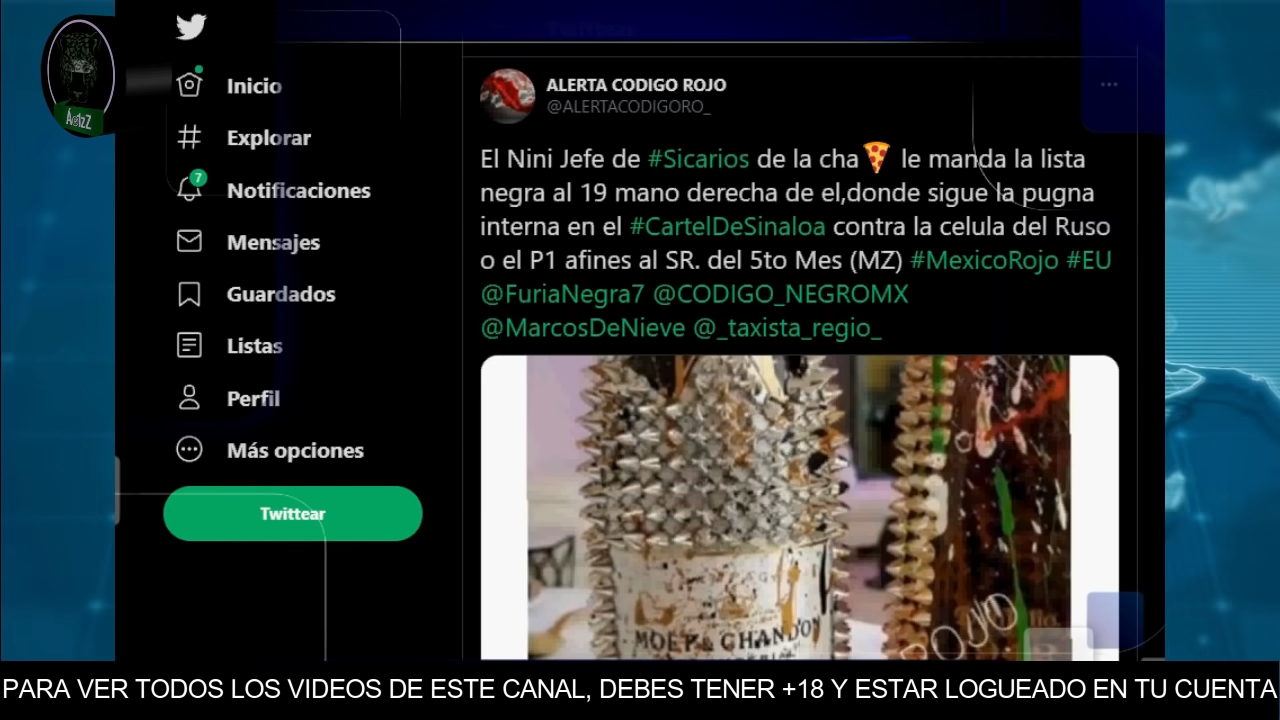 Inicio
Explorar
7
Notificaciones
Mensajes
Guardados
Listas
Perfil
Más opciones
Twittear
ALERTA CODIGO ROJO
@ALERTACODIGORO_
El Nini Jefe de #Sicarios de la cha🍕 le manda la lista
negra al 19 mano derecha de el,donde sigue la pugna
interna en el #CartelDeSinaloa contra la celula del Ruso
o el P1 afines al SR. del 5to Mes (MZ) #MexicoRojo #EU
@FuriaNegra7 @CODIGO_NEGROMX
@MarcosDeNieve @_taxista_regio_
MOËT & CHANDON
ROJO
PARA VER TODOS LOS VIDEOS DE ESTE CANAL, DEBES TENER +18 Y ESTAR LOGUEADO EN TU CUENTA